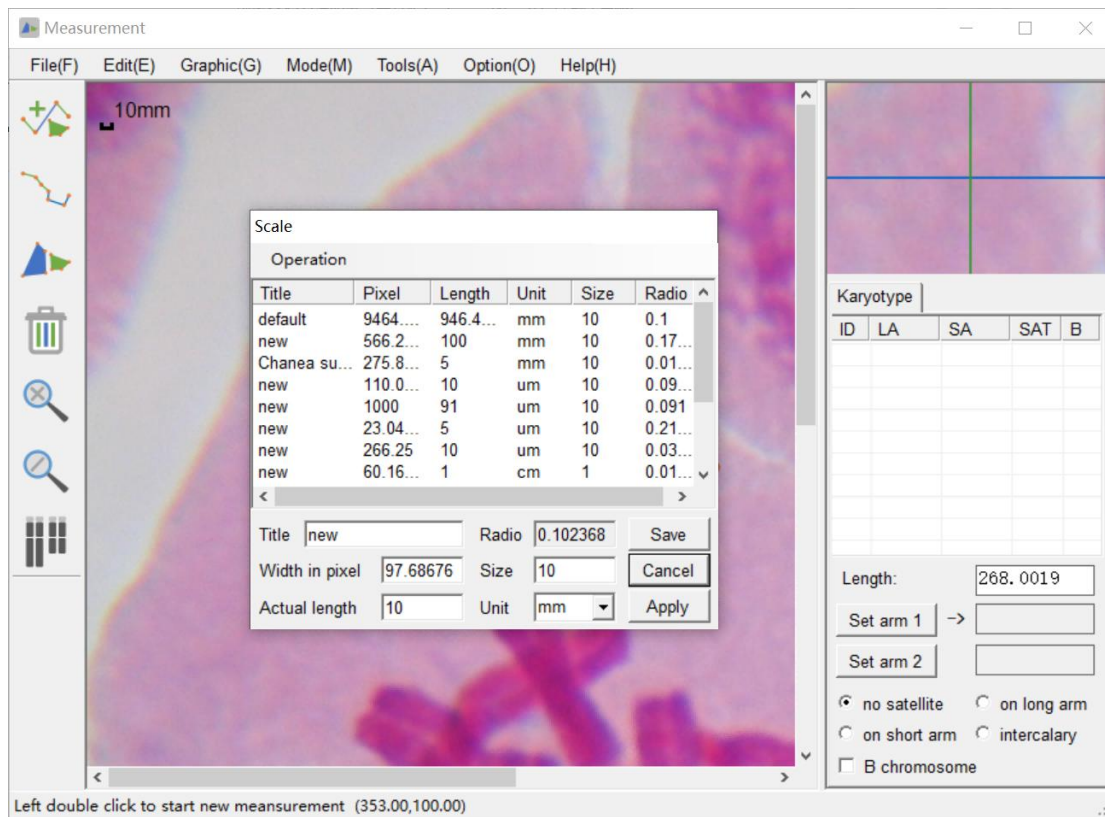 Measurement
File(F) Edit(E) Graphic(G) Mode(M) Tools(A) Option(O) Help(H)
10mm
Scale
Operation
Title Pixel Length Unit Size Radio
default 9464.... 946.4... mm 10 0.1
new 566.2... 100 mm 10 0.17...
Chanea su... 275.8... 5 mm 10 0.01...
new 110.0... 10 um 10 0.09...
new 1000 91 um 10 0.091
new 23.04... 5 um 10 0.21...
new 266.25 10 um 10 0.03...
new 60.16... 1 cm 1 0.01...
Title new Radio 0.102368 Save
Width in pixel 97.68676 Size 10 Cancel
Actual length 10 Unit mm Apply
Karyotype
ID LA SA SAT B
Length: 268.0019
Set arm 1 ->
Set arm 2
no satellite on long arm
on short arm intercalary
B chromosome
Left double click to start new meansurement (353.00,100.00)